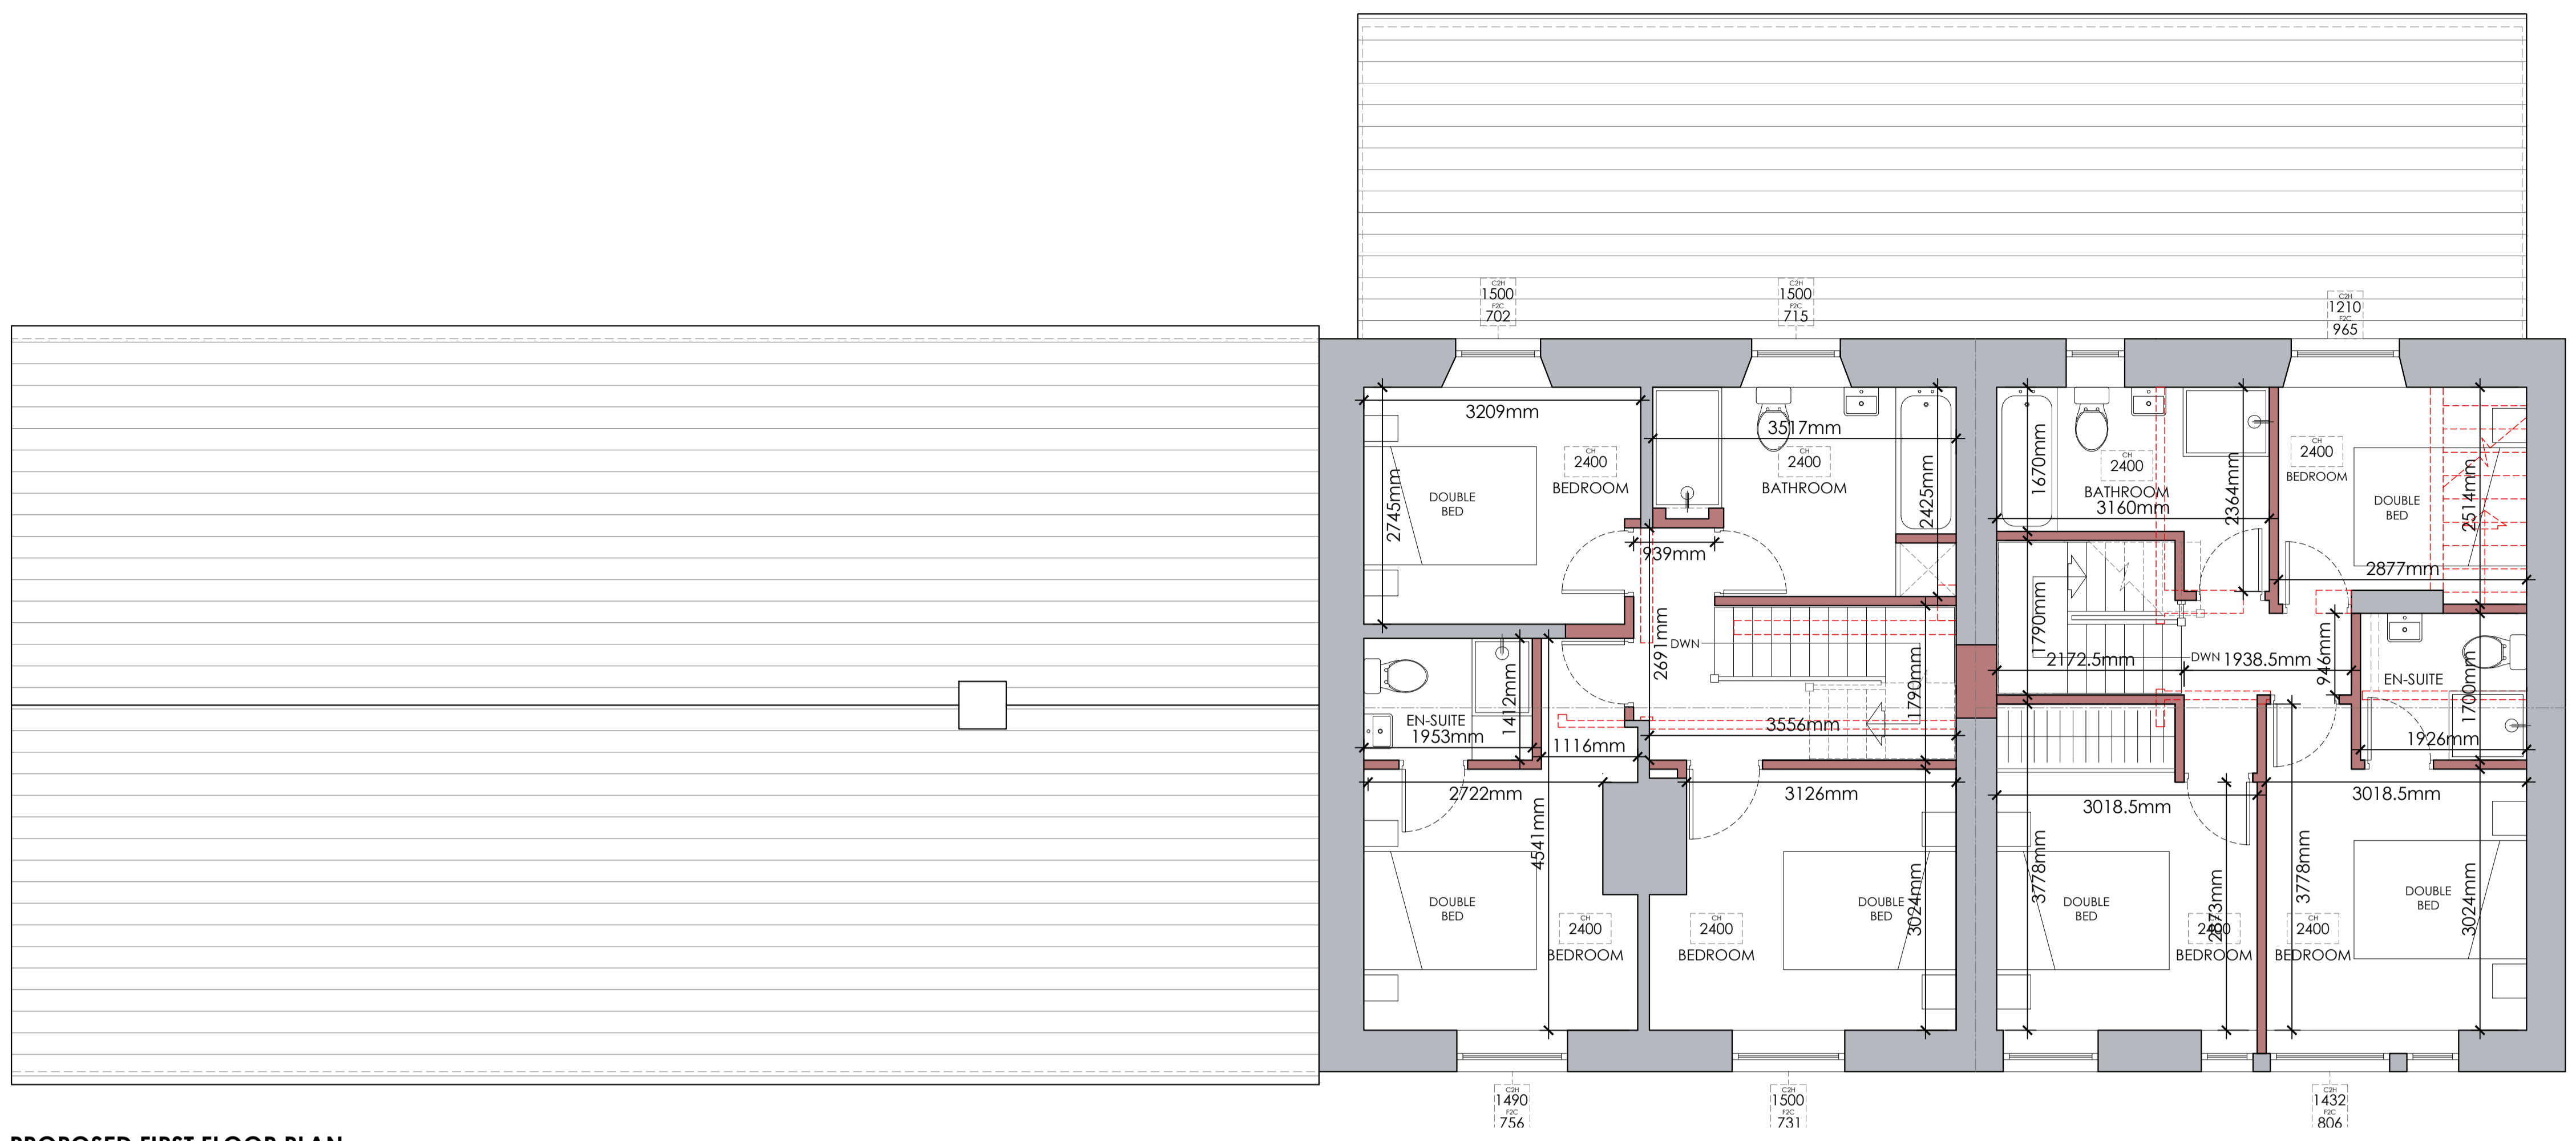 C2H
1500
F2C
702
C2H
1500
F2C
715
C2H
1210
F2C
965
3209mm
2745mm
DOUBLE
BED
CH
2400
BEDROOM
3517mm
CH
2400
BATHROOM
2425mm
939mm
1670mm
CH
2400
BATHROOM
3160mm
2364mm
CH
2400
BEDROOM
DOUBLE
BED
2514mm
2877mm
2691mm
DWN
1790mm
3556mm
1790mm
2172.5mm
DWN
1938.5mm
946mm
EN-SUITE
1700mm
1926mm
EN-SUITE
1953mm
1412mm
1116mm
2722mm
4541mm
DOUBLE
BED
CH
2400
BEDROOM
3126mm
CH
2400
BEDROOM
DOUBLE
BED
3024mm
3018.5mm
3778mm
DOUBLE
BED
2873mm
2400
BEDROOM
3018.5mm
3778mm
CH
2400
BEDROOM
DOUBLE
BED
3024mm
C2H
1490
F2C
756
C2H
1500
F2C
731
C2H
1432
F2C
806
PROPOSED FIRST FLOOR PLAN